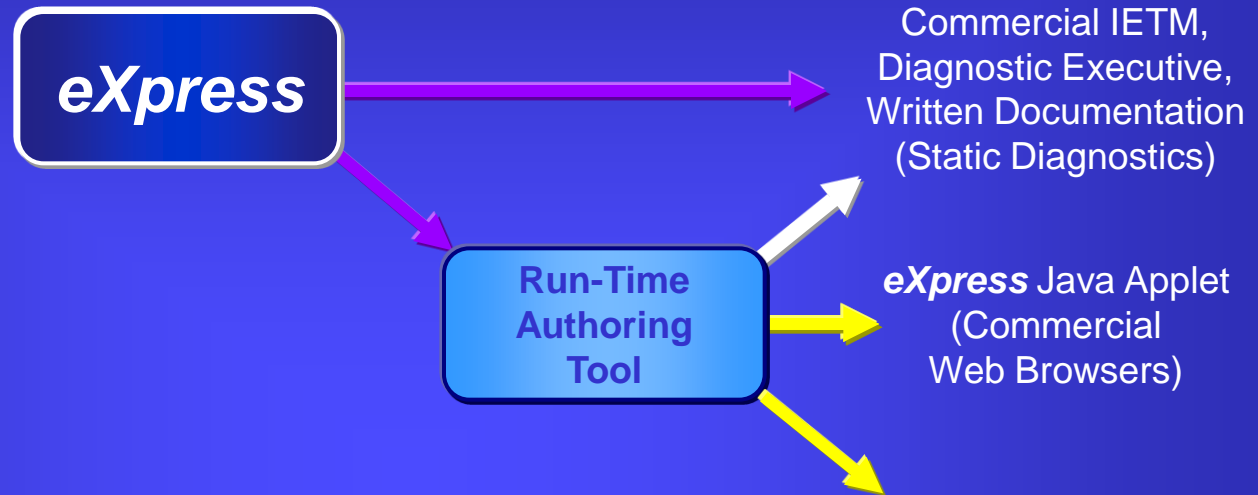 eXpress
Commercial IETM,
Diagnostic Executive,
Written Documentation
(Static Diagnostics)
Run-Time
Authoring
Tool
eXpress Java Applet
(Commercial
Web Browsers)